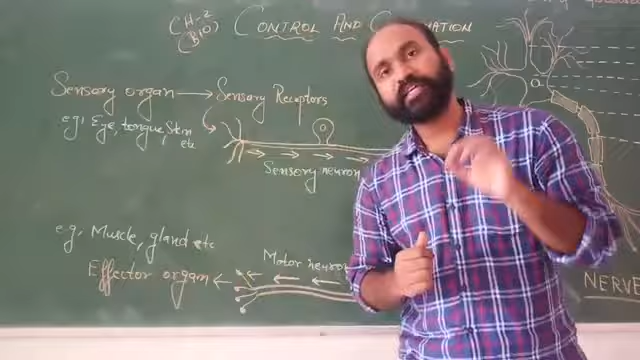 CH-2 CONTROL AND
(BIO)
Sensory organ → Sensory Receptors
e.g; Eye, tongue, Skin etc
Sensory neuron
e.g. Muscle, gland etc
Motor neuron
Effector organ
NERVE